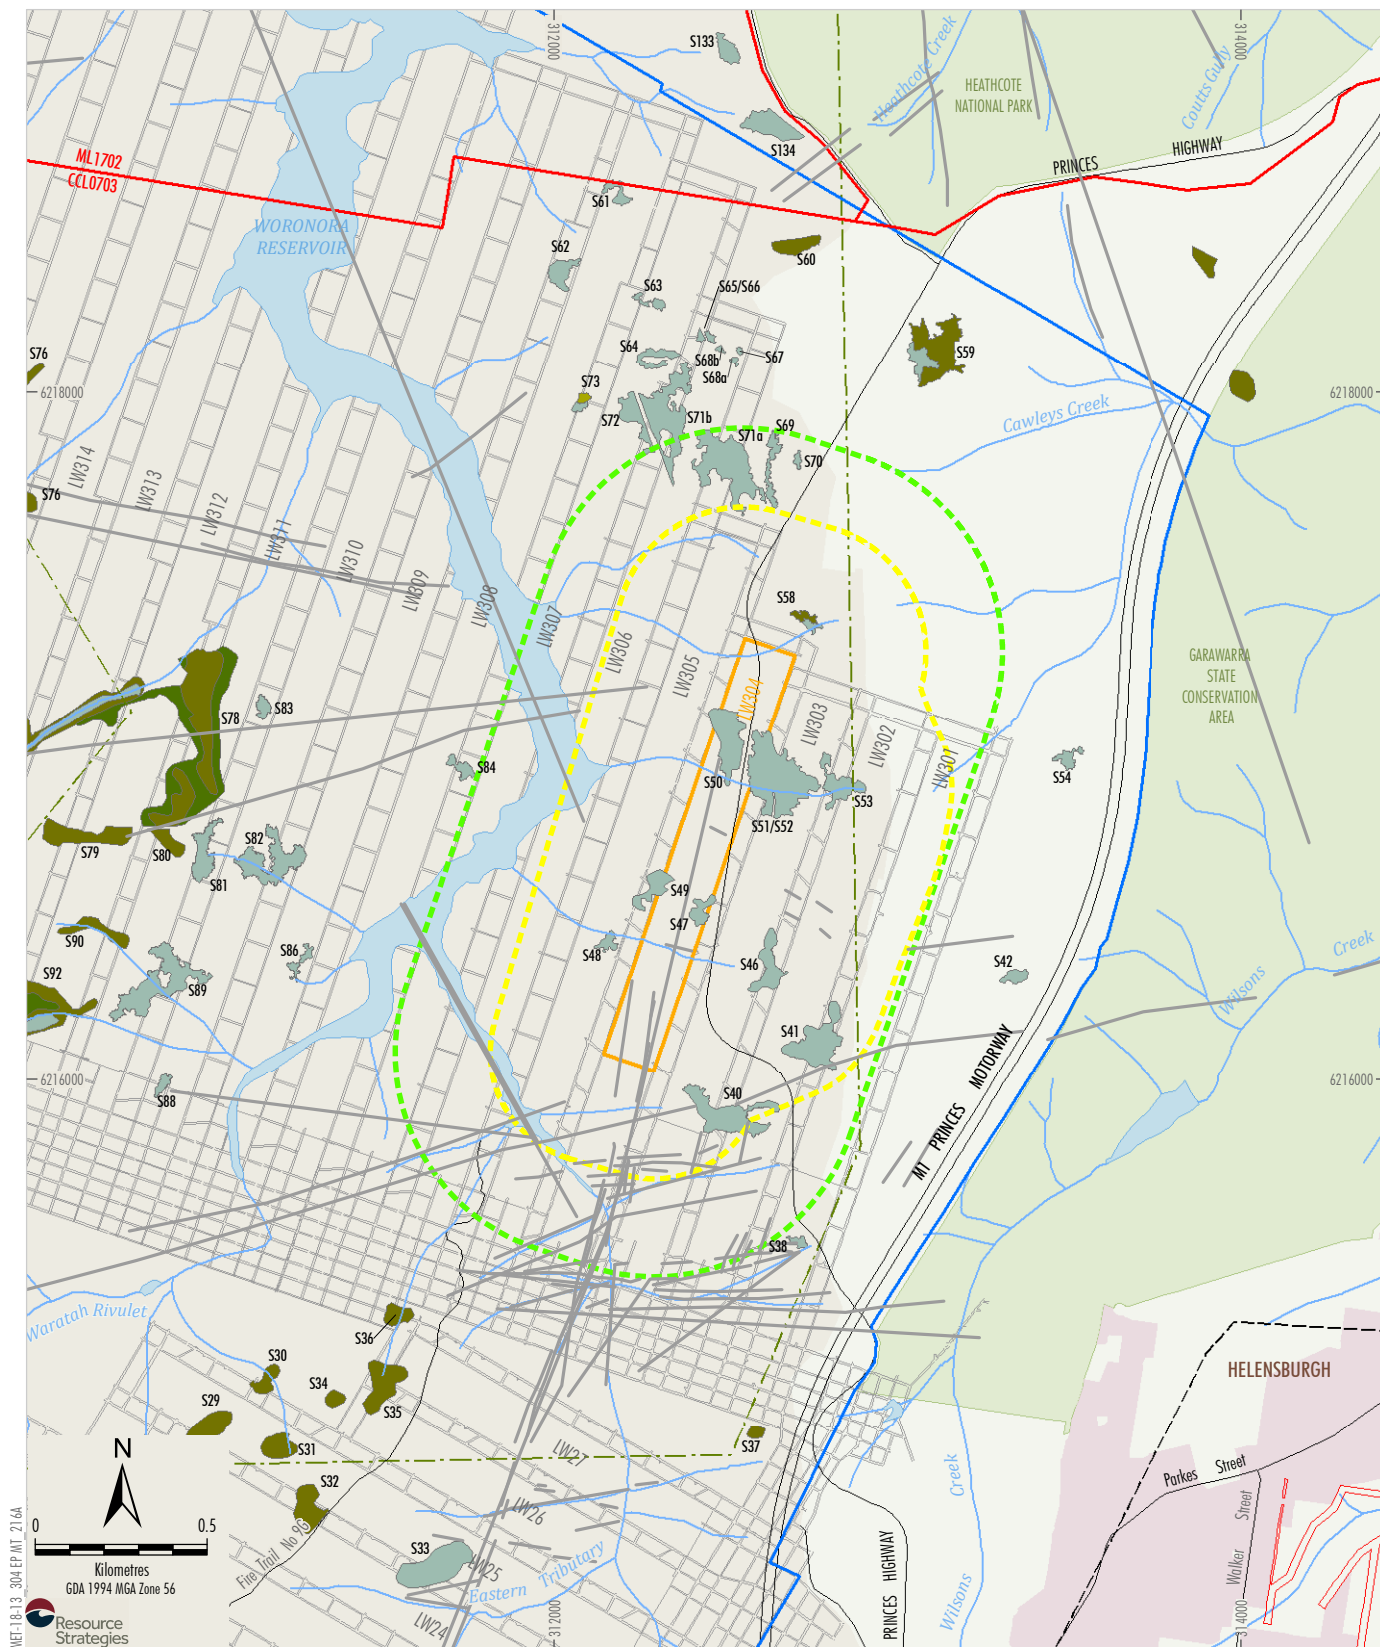 312000
314000
S133
Heathcote Creek
HEATHCOTE
NATIONAL PARK
Coutts Gully
S134
PRINCES
HIGHWAY
ML1702
CCL0703
S61
WORONORA
RESERVOIR
S62
S60
S63
S65/S66
S76
S64
S68b
S67
S68a
S59
S73
6218000
6218000
S72
S71b
S69
S71a
S70
Cawleys Creek
LW314
LW313
LW312
LW311
LW310
LW309
LW308
LW307
LW306
LW305
LW304
LW303
LW302
LW301
S76
S58
GARAWARRA
STATE
CONSERVATION
AREA
S78
S83
S84
S50
S53
S54
S51/S52
S79
S80
S82
S81
S49
S47
S90
S86
S48
S46
S42
S92
S89
Wilsons
Creek
S41
M1 PRINCES MOTORWAY
6216000
6216000
S88
S40
S38
Waratah Rivulet
S36
S30
S34
S35
S29
S31
S37
S32
HELENSBURGH
Parkes Street
Walker Street
LW27
LW26
LW25
LW24
S33
Fire Trail No 9G
Eastern Tributary
Wilsons
Creek
PRINCES HIGHWAY
312000
314000
N
0
0.5
Kilometres
GDA 1994 MGA Zone 56
Resource
Strategies
MET-18-13_304 EP MT_216A